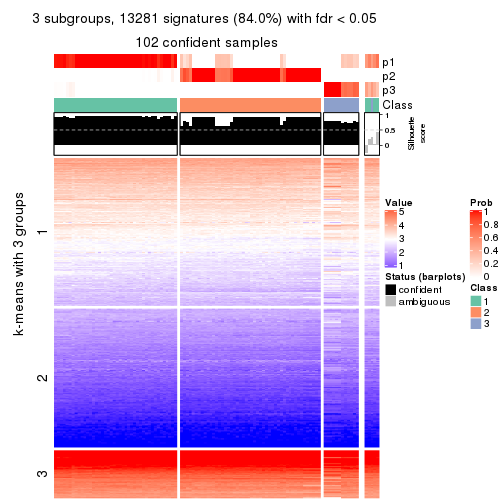 3 subgroups, 13281 signatures (84.0%) with fdr < 0.05
102 confident samples
p1
p2
p3
Class
1
0.5
0
Silhouette
score
k-means with 3 groups
1
2
3
Value
5
4
3
2
1
Status (barplots)
confident
ambiguous
Prob
1
0.8
0.6
0.4
0.2
0
Class
1
2
3